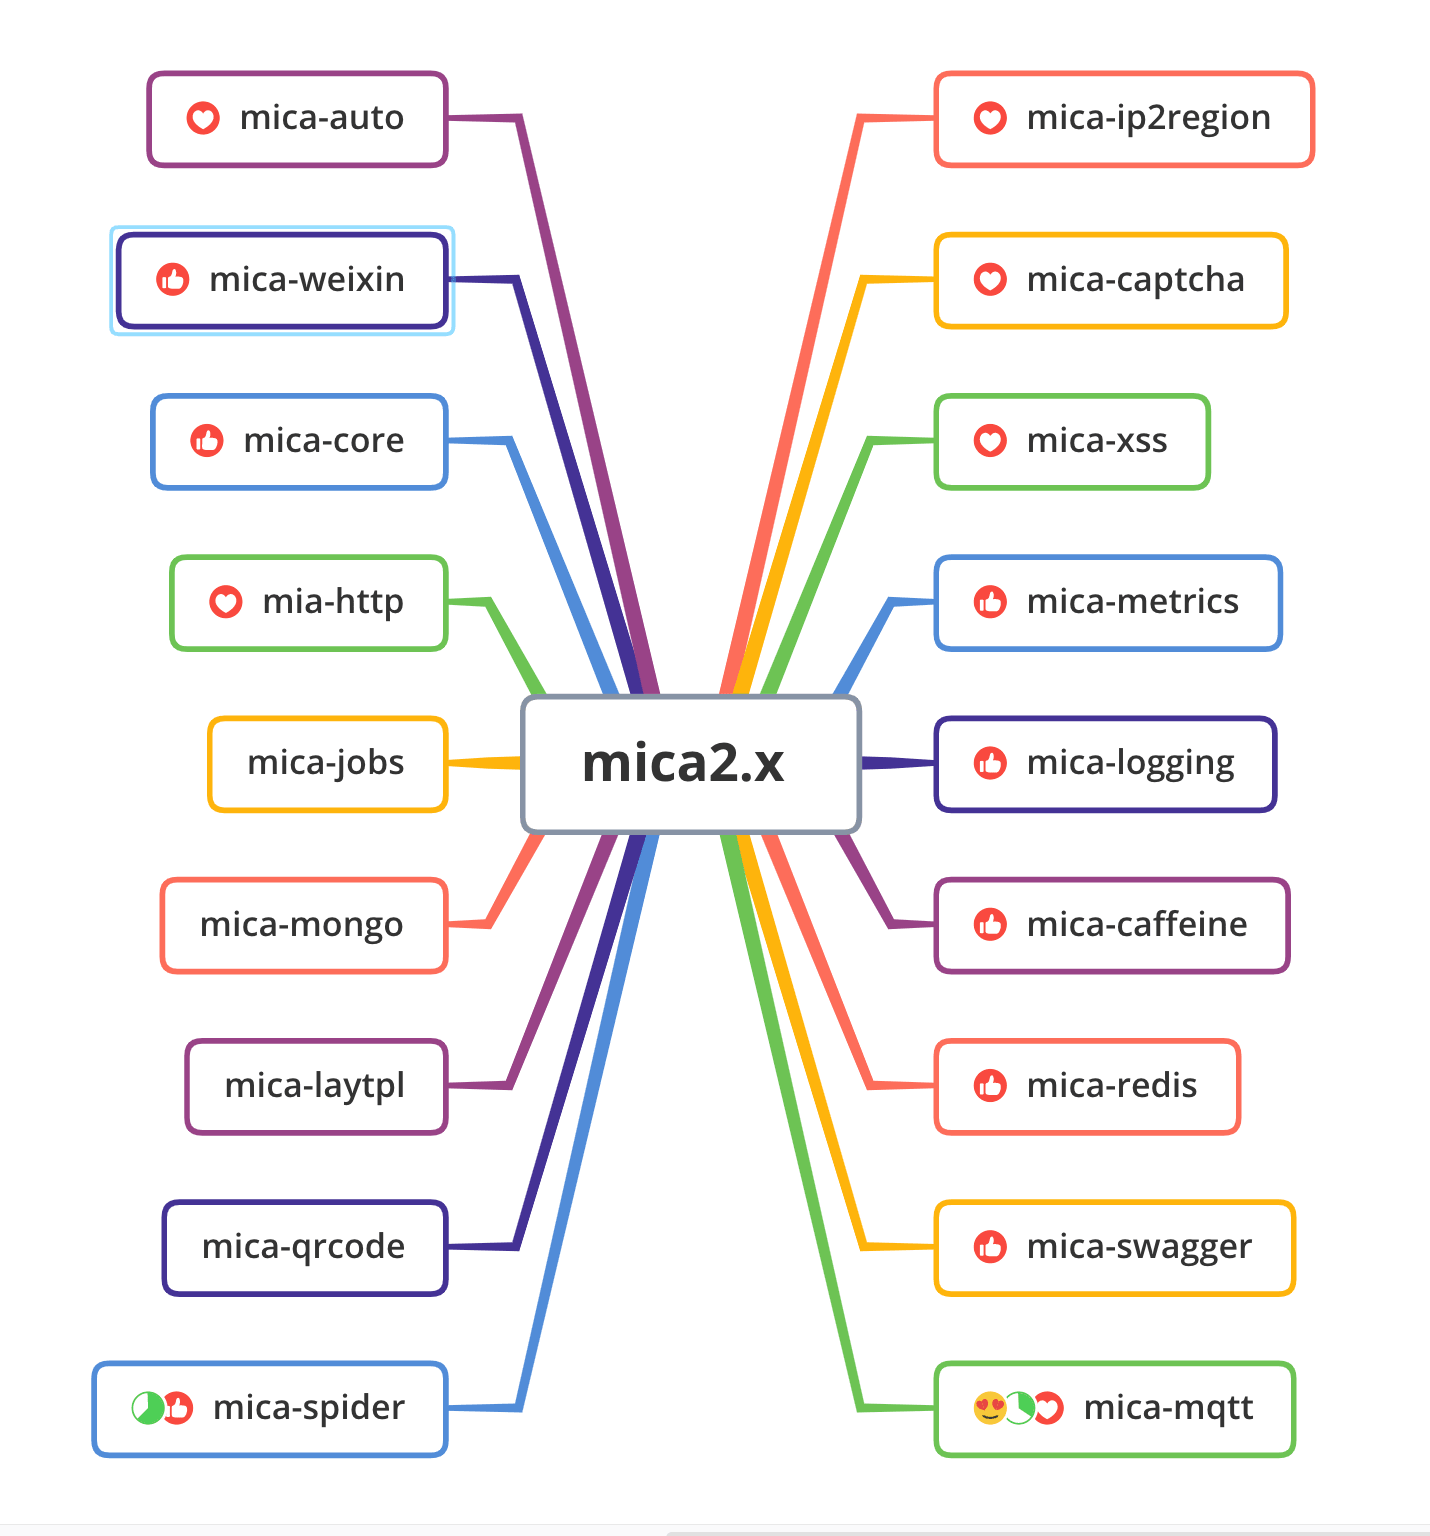 mica-auto
mica-weixin
mica-core
mia-http
mica-jobs
mica-mongo
mica-laytpl
mica-qrcode
mica-spider
mica2.x
mica-ip2region
mica-captcha
mica-xss
mica-metrics
mica-logging
mica-caffeine
mica-redis
mica-swagger
mica-mqtt